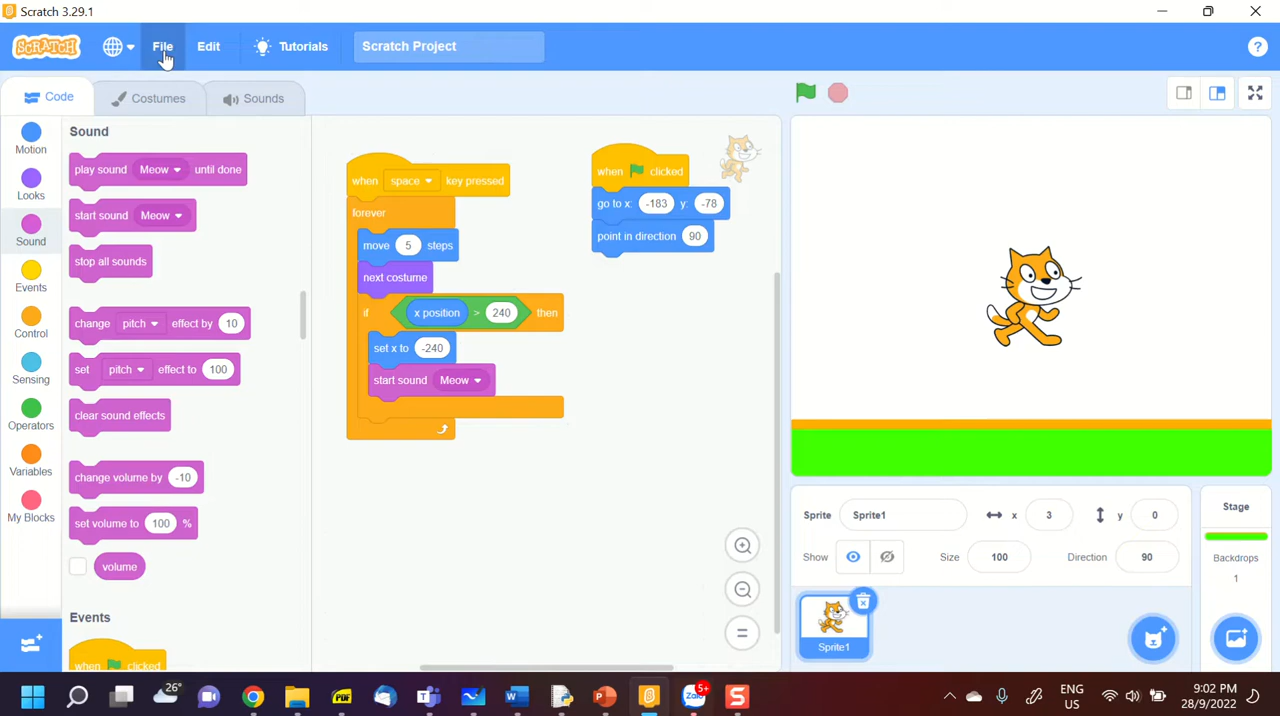 Scratch 3.29.1
SCRATCH
File
Edit
Tutorials
Scratch Project
?
Code
Costumes
Sounds
Motion
Looks
Sound
Events
Control
Sensing
Operators
Variables
My Blocks
Sound
play sound Meow until done
start sound Meow
stop all sounds
change pitch effect by 10
set pitch effect to 100
clear sound effects
change volume by -10
set volume to 100 %
volume
Events
when clicked
when space key pressed
forever
move 5 steps
next costume
if x position > 240 then
set x to -240
start sound Meow
when clicked
go to x: -183 y: -78
point in direction 90
Sprite Sprite1 x 3 y 0
Show Size 100 Direction 90
Sprite1
Stage
Backdrops
1
26°
PDF
Zalo
5+
S
ENG
US
9:02 PM
28/9/2022